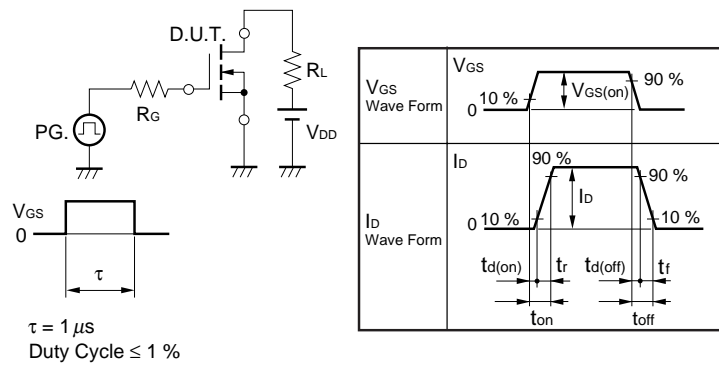 D.U.T.
RL
RG
PG.
VDD
VGS
0
τ
τ = 1 µs
Duty Cycle ≤ 1 %
VGS
Wave Form
VGS
10 %
0
VGS(on)
90 %
ID
Wave Form
ID
90 %
90 %
ID
0 10 %
10 %
td(on) tr td(off) tf
ton toff